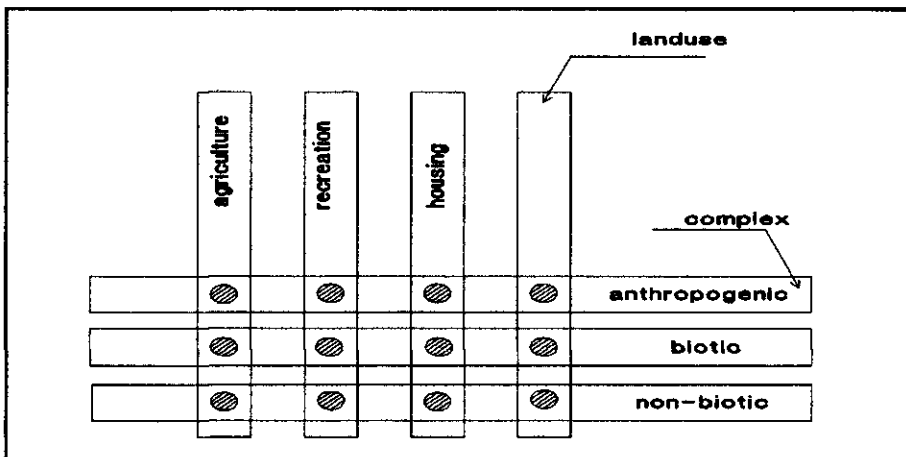 landuse
agriculture
recreation
housing
complex
anthropogenic
biotic
non-biotic